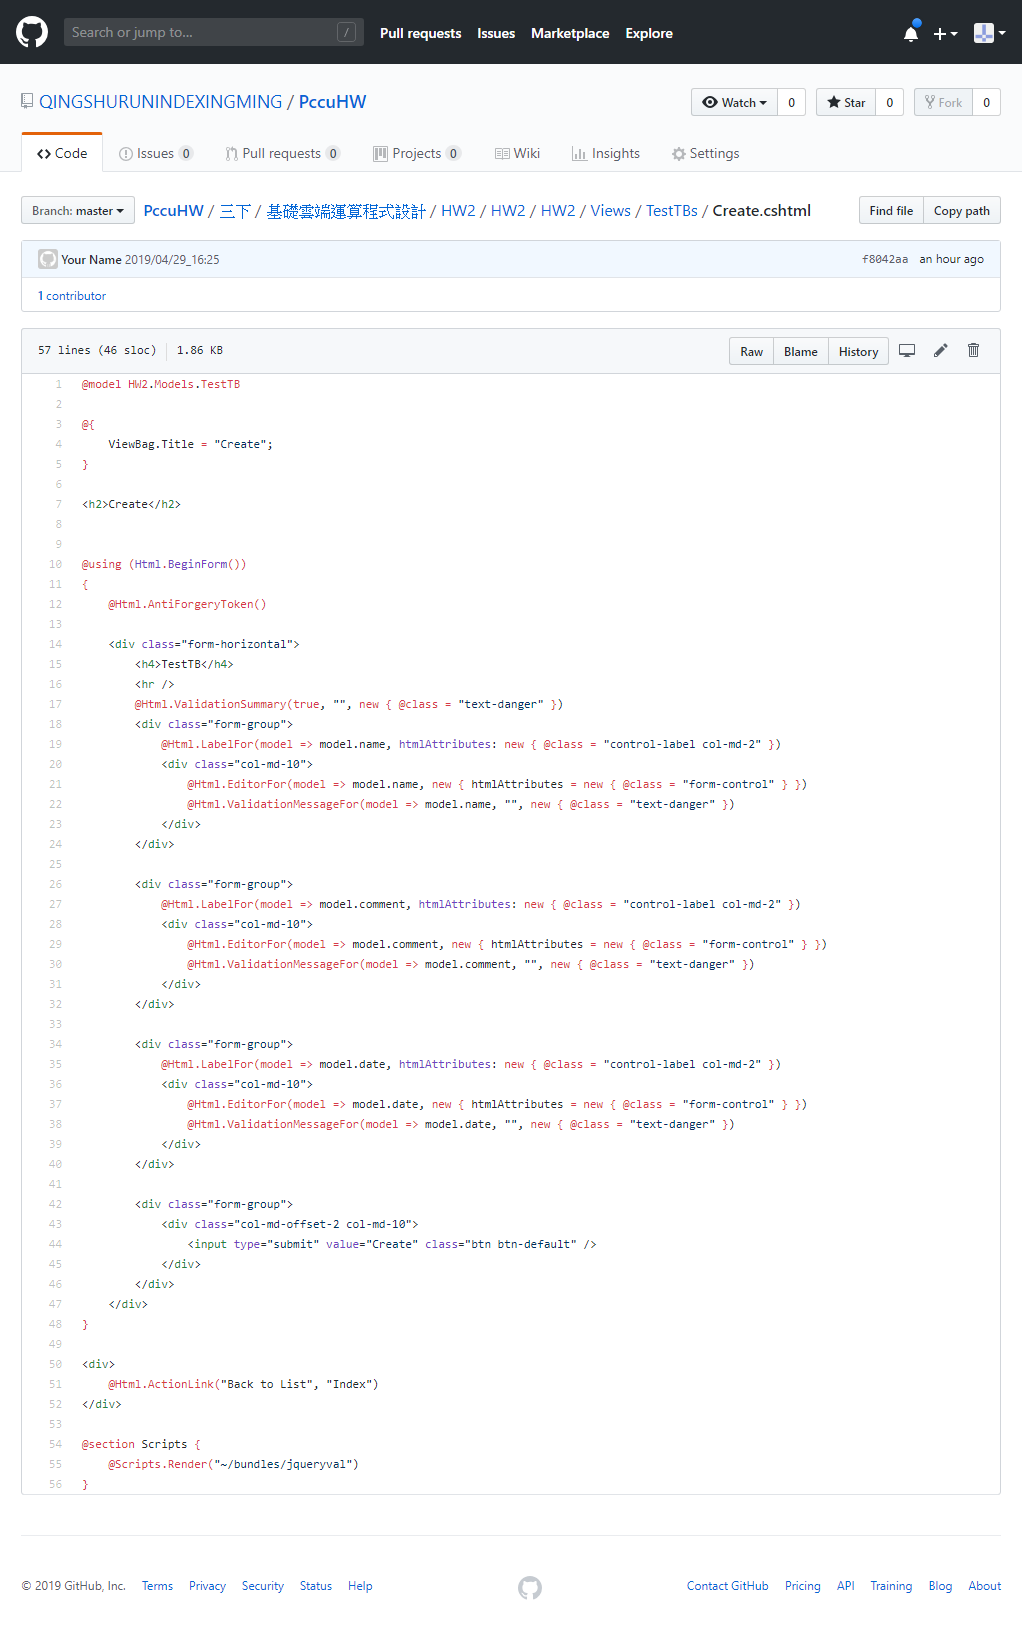 Search or jump to... / Pull requests Issues Marketplace Explore
QINGSHURUNINDEXINGMING / PccuHW Watch 0 Star 0 Fork 0
Code Issues 0 Pull requests 0 Projects 0 Wiki Insights Settings
Branch: master PccuHW / 三下 / 基礎雲端運算程式設計 / HW2 / HW2 / HW2 / Views / TestTBs / Create.cshtml Find file Copy path
Your Name 2019/04/29_16:25 f8042aa an hour ago
1 contributor
57 lines (46 sloc) 1.86 KB Raw Blame History
1 @model HW2.Models.TestTB
2
3 @{
4 ViewBag.Title = "Create";
5 }
6
7 <h2>Create</h2>
8
9
10 @using (Html.BeginForm())
11 {
12 @Html.AntiForgeryToken()
13
14 <div class="form-horizontal">
15 <h4>TestTB</h4>
16 <hr />
17 @Html.ValidationSummary(true, "", new { @class = "text-danger" })
18 <div class="form-group">
19 @Html.LabelFor(model => model.name, htmlAttributes: new { @class = "control-label col-md-2" })
20 <div class="col-md-10">
21 @Html.EditorFor(model => model.name, new { htmlAttributes = new { @class = "form-control" } })
22 @Html.ValidationMessageFor(model => model.name, "", new { @class = "text-danger" })
23 </div>
24 </div>
25
26 <div class="form-group">
27 @Html.LabelFor(model => model.comment, htmlAttributes: new { @class = "control-label col-md-2" })
28 <div class="col-md-10">
29 @Html.EditorFor(model => model.comment, new { htmlAttributes = new { @class = "form-control" } })
30 @Html.ValidationMessageFor(model => model.comment, "", new { @class = "text-danger" })
31 </div>
32 </div>
33
34 <div class="form-group">
35 @Html.LabelFor(model => model.date, htmlAttributes: new { @class = "control-label col-md-2" })
36 <div class="col-md-10">
37 @Html.EditorFor(model => model.date, new { htmlAttributes = new { @class = "form-control" } })
38 @Html.ValidationMessageFor(model => model.date, "", new { @class = "text-danger" })
39 </div>
40 </div>
41
42 <div class="form-group">
43 <div class="col-md-offset-2 col-md-10">
44 <input type="submit" value="Create" class="btn btn-default" />
45 </div>
46 </div>
47 </div>
48 }
49
50 <div>
51 @Html.ActionLink("Back to List", "Index")
52 </div>
53
54 @section Scripts {
55 @Scripts.Render("~/bundles/jqueryval")
56 }
© 2019 GitHub, Inc. Terms Privacy Security Status Help Contact GitHub Pricing API Training Blog About